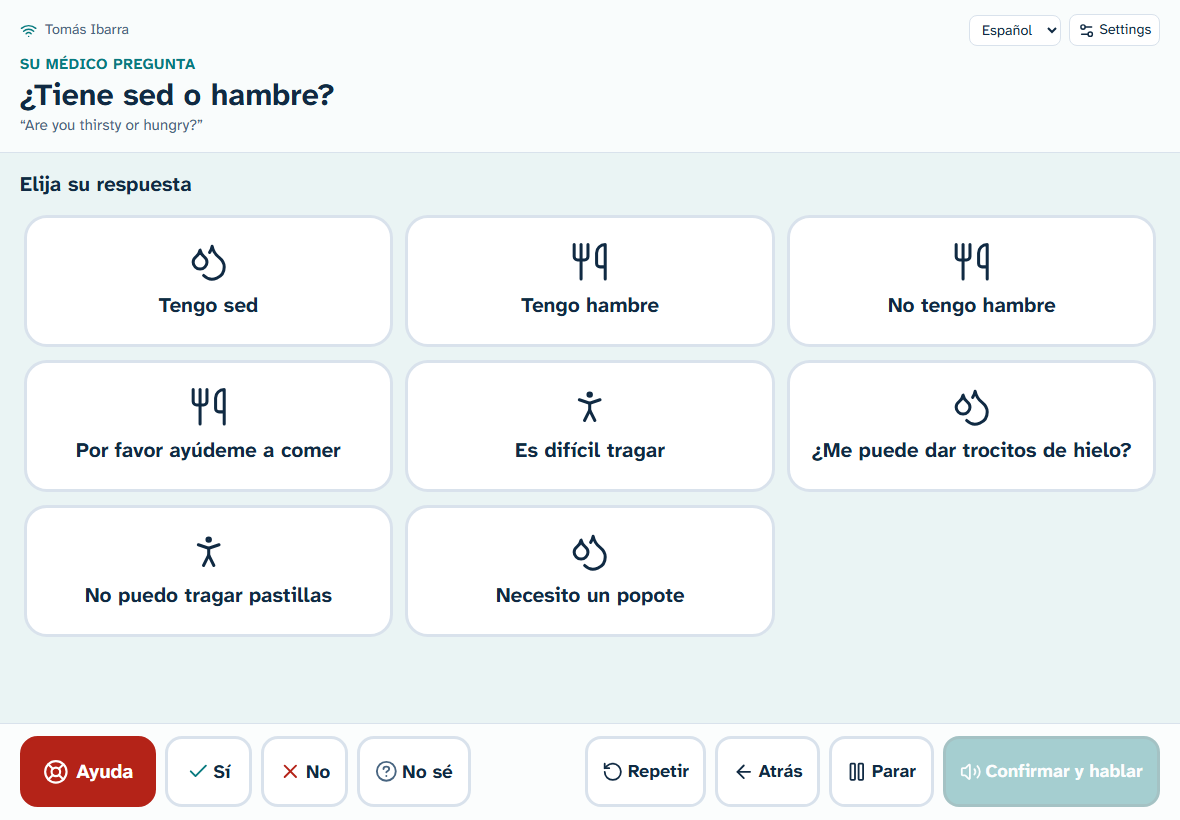 Tomás Ibarra
Español
Settings
SU MÉDICO PREGUNTA
¿Tiene sed o hambre?
“Are you thirsty or hungry?”
Elija su respuesta
Tengo sed
Tengo hambre
No tengo hambre
Por favor ayúdeme a comer
Es difícil tragar
¿Me puede dar trocitos de hielo?
No puedo tragar pastillas
Necesito un popote
Ayuda
Sí
No
No sé
Repetir
Atrás
Parar
Confirmar y hablar